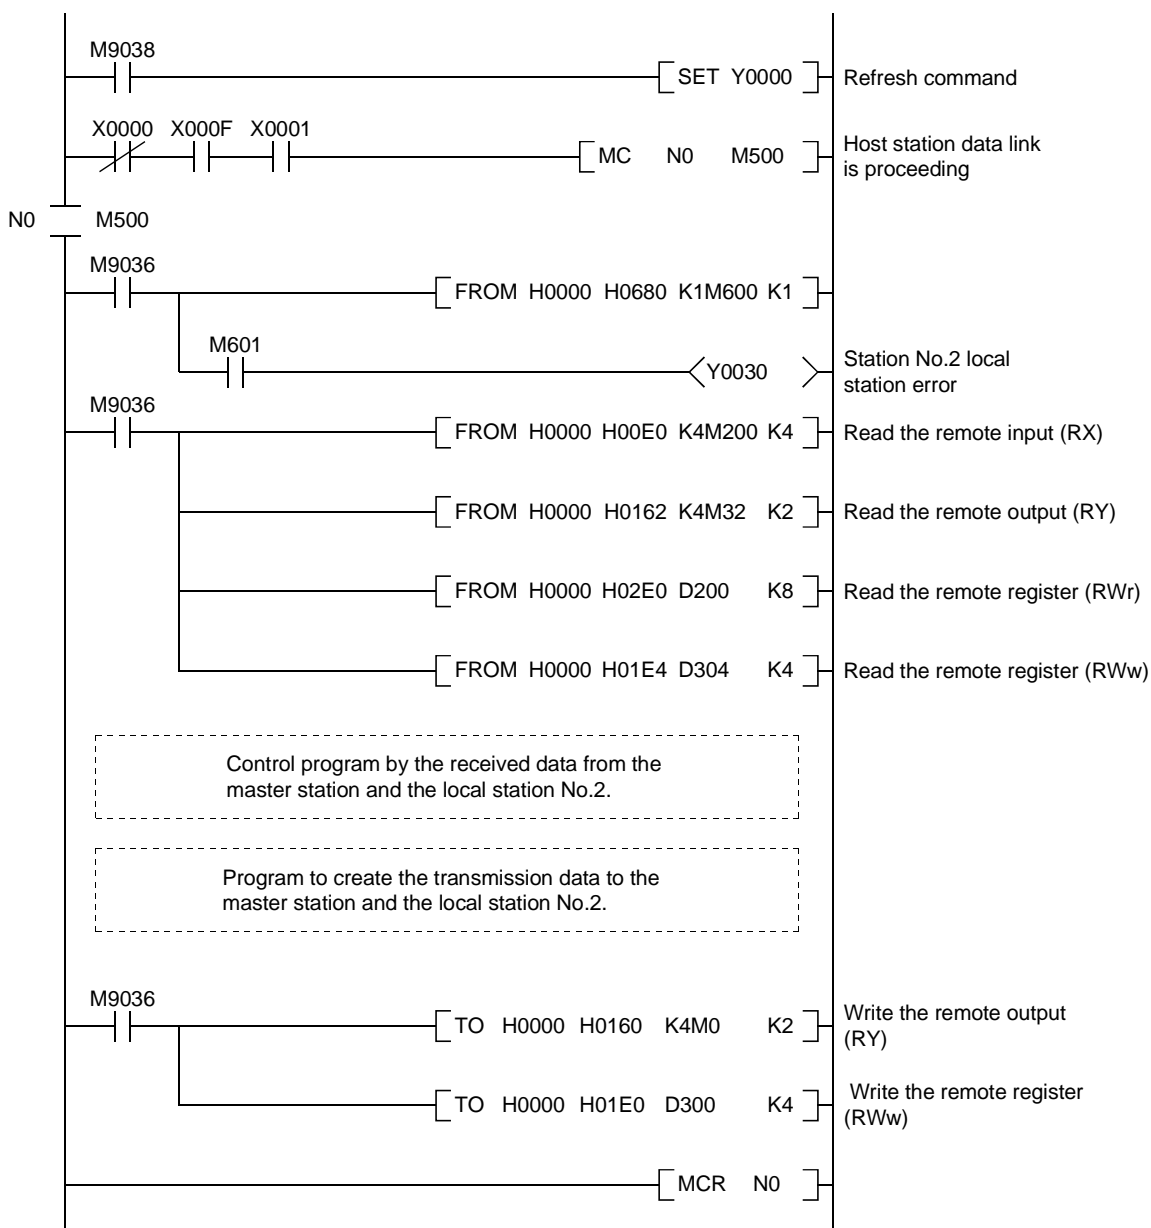 M9038
SET Y0000 Refresh command
X0000 X000F X0001
MC N0 M500 Host station data link
is proceeding
N0 M500
M9036
FROM H0000 H0680 K1M600 K1
M601
Y0030 Station No.2 local
station error
M9036
FROM H0000 H00E0 K4M200 K4 Read the remote input (RX)
FROM H0000 H0162 K4M32 K2 Read the remote output (RY)
FROM H0000 H02E0 D200 K8 Read the remote register (RWr)
FROM H0000 H01E4 D304 K4 Read the remote register (RWw)
Control program by the received data from the
master station and the local station No.2.
Program to create the transmission data to the
master station and the local station No.2.
M9036
TO H0000 H0160 K4M0 K2 Write the remote output
(RY)
TO H0000 H01E0 D300 K4 Write the remote register
(RWw)
MCR N0